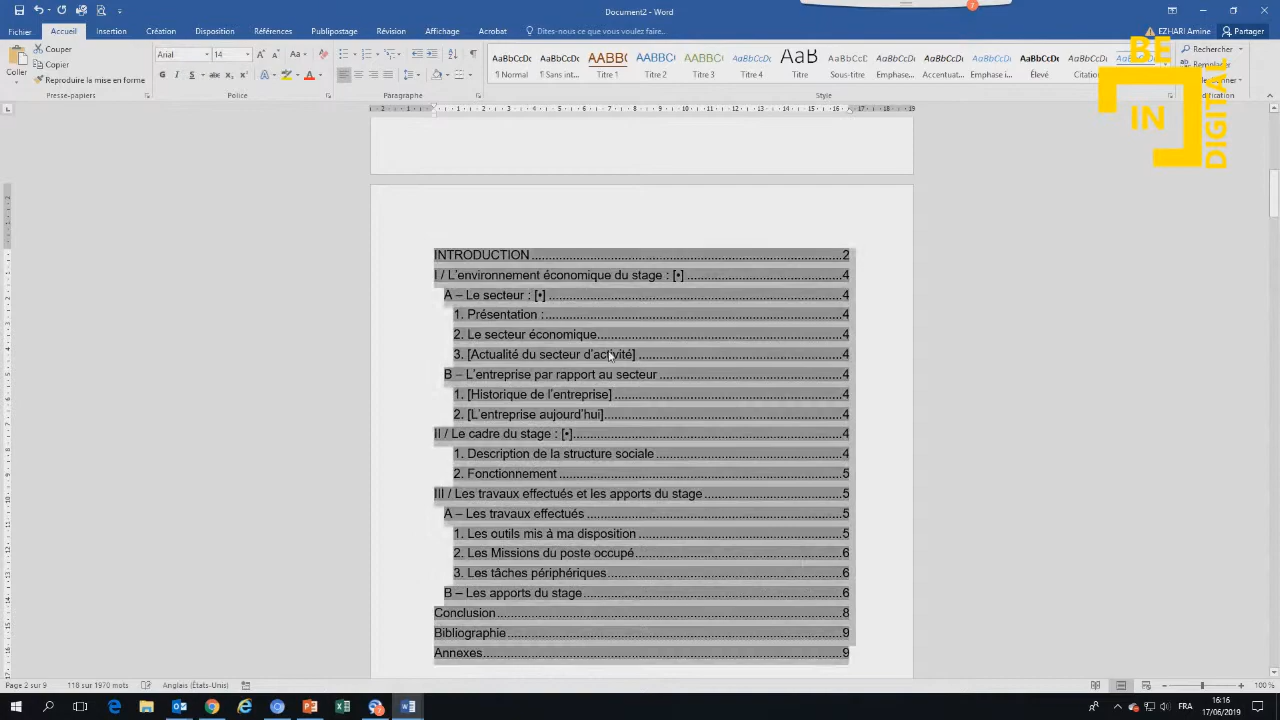 Document2 - Word
Fichier Accueil Insertion Création Disposition Références Publipostage Révision Affichage Acrobat Dites-nous ce que vous voulez faire... EZHARI Amine Partager
Couper
Copier
Reproduire la mise en forme
Coller
Arial 14
Rechercher
Remplacer
AaBbCcDc AaBbCcDc AABBC AABBCC AABBCC AaBbCcDc AaB AaBbCcD AaBbCcDc AaBbCcDc AaBbCcDc AaBbCcDc
¶ Normal ¶ Sans int... Titre 1 Titre 2 Titre 3 Titre 4 Titre Sous-titre Emphase Accentuat... Emphase i... Élevé Citation
Presse-papiers Police Paragraphe Style
BE
IN
DIGITAL
INTRODUCTION 2
I / L'environnement économique du stage : [•] 4
A – Le secteur : [•] 4
1. Présentation : 4
2. Le secteur économique 4
3. [Actualité du secteur d'activité] 4
B – L'entreprise par rapport au secteur 4
1. [Historique de l'entreprise] 4
2. [L'entreprise aujourd'hui] 4
II / Le cadre du stage : [•] 4
1. Description de la structure sociale 4
2. Fonctionnement 5
III / Les travaux effectués et les apports du stage 5
A – Les travaux effectués 5
1. Les outils mis à ma disposition 5
2. Les Missions du poste occupé 6
3. Les tâches périphériques 6
B – Les apports du stage 6
Conclusion 8
Bibliographie 9
Annexes 9
Page 2 sur 9 118 sur 1970 mots Anglais (États-Unis) 100 %
FRA 16:16
17/06/2019